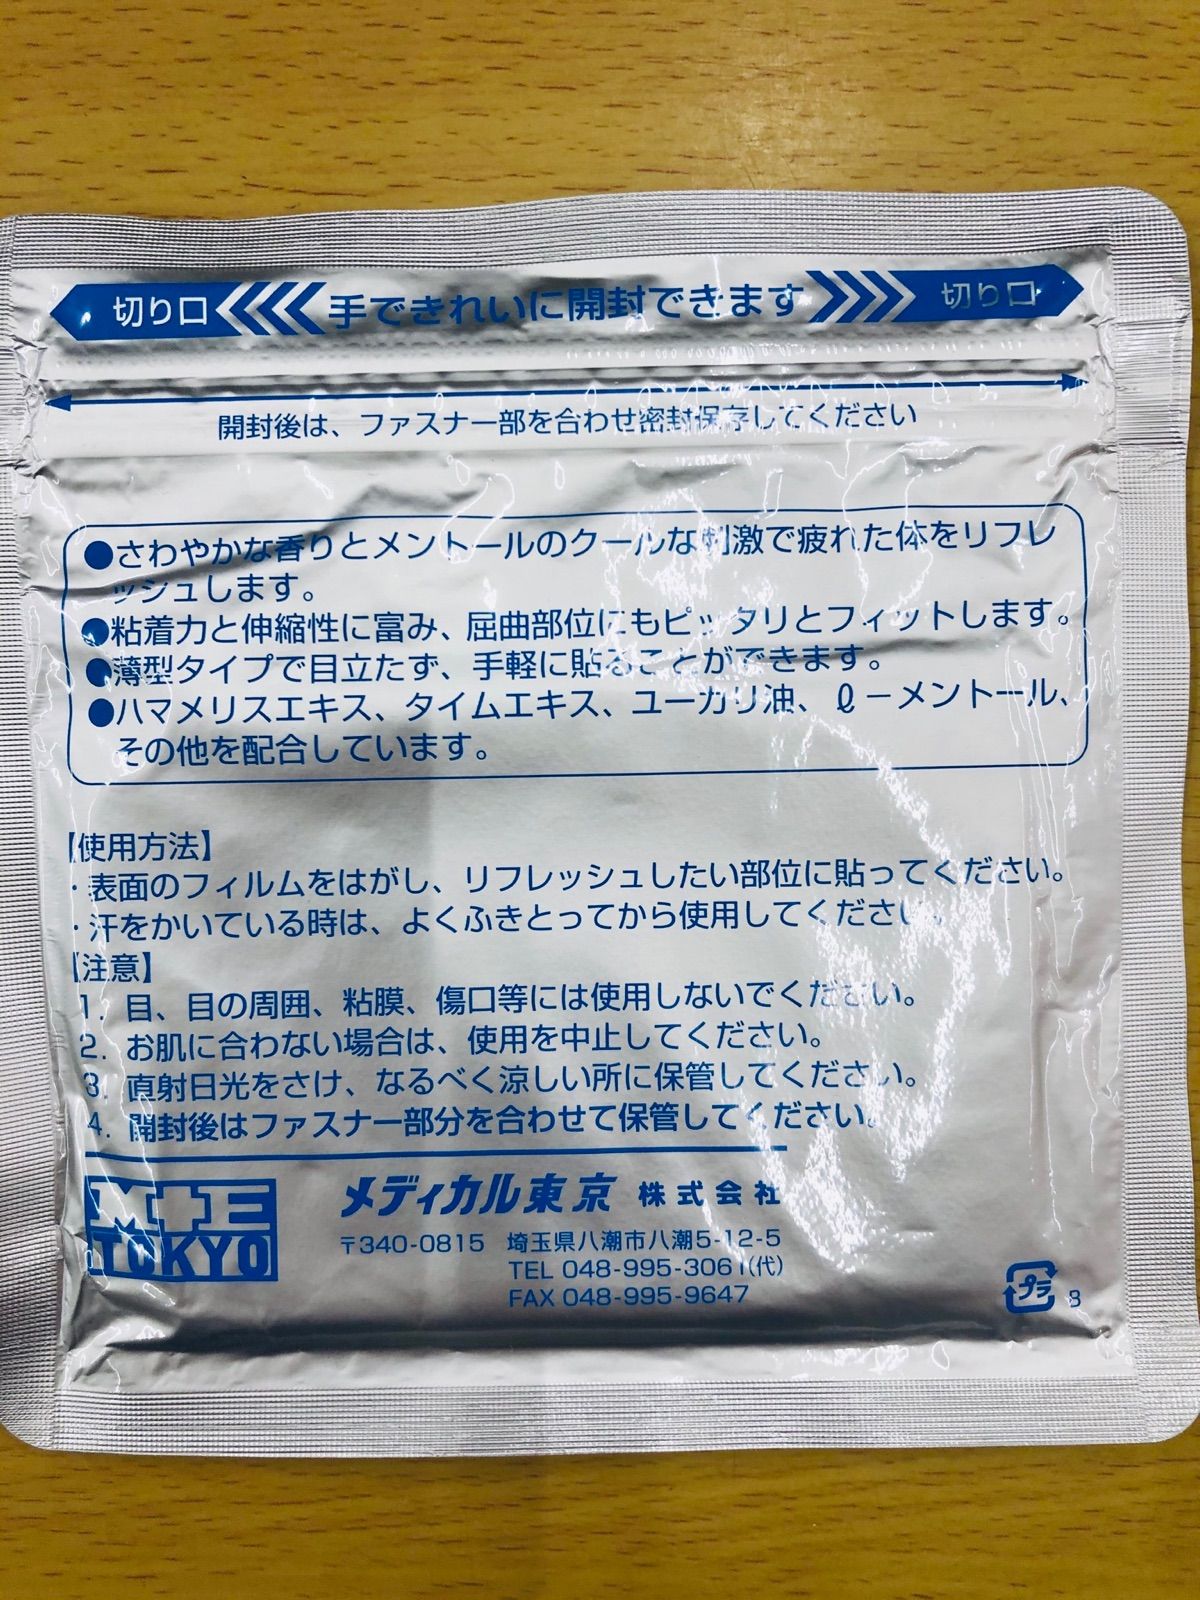 切り口 手できれいに開封できます 切り口
開封後は、ファスナー部を合わせ密封保存してください
●さわやかな香りとメントールのクールな刺激で疲れた体をリフレ
ッシュします。
●粘着力と伸縮性に富み、屈曲部位にもピッタリとフィットします。
●薄型タイプで目立たず、手軽に貼ることができます。
●ハマメリスエキス、タイムエキス、ユーカリ油、ℓ－メントール、
その他を配合しています。
【使用方法】
・表面のフィルムをはがし、リフレッシュしたい部位に貼ってください。
・汗をかいている時は、よくふきとってから使用してください。
【注意】
1. 目、目の周囲、粘膜、傷口等には使用しないでください。
2. お肌に合わない場合は、使用を中止してください。
3. 直射日光をさけ、なるべく涼しい所に保管してください。
4. 開封後はファスナー部分を合わせて保管してください。
メディカル東京 株式会社
TOKYO
〒340-0815 埼玉県八潮市八潮5-12-5
TEL 048-995-3061(代)
FAX 048-995-9647
プラ 8